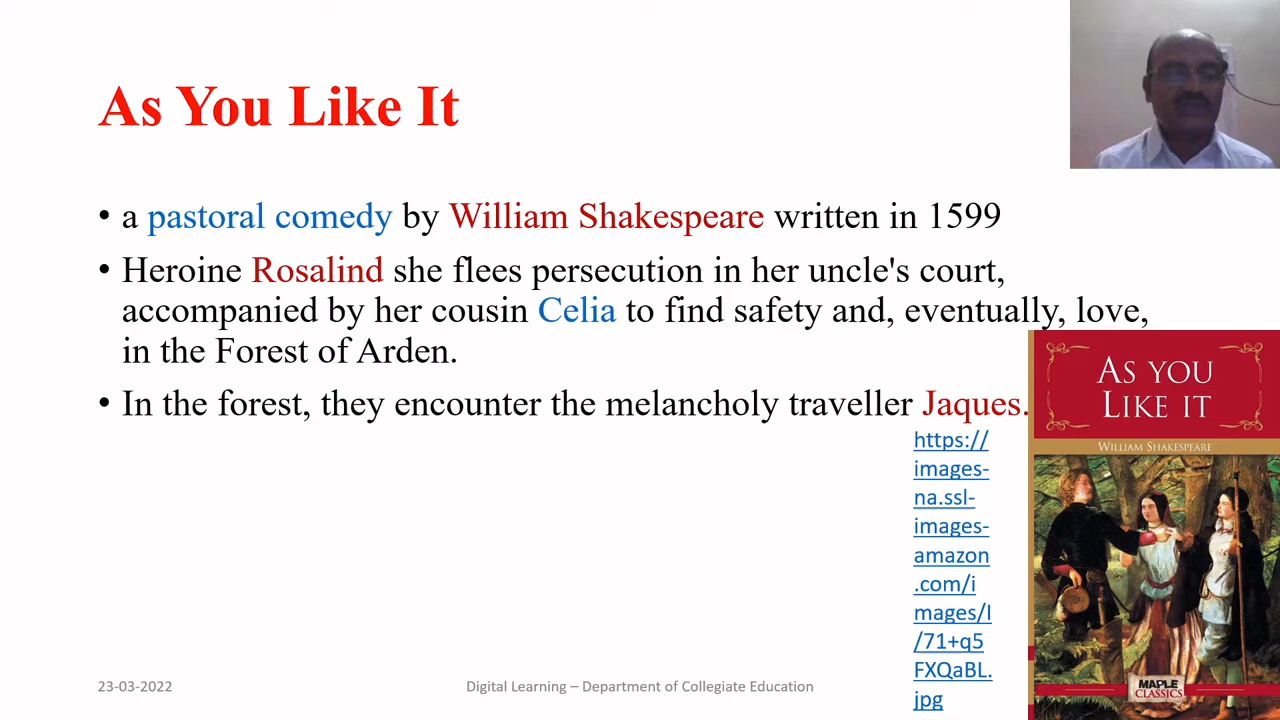 As You Like It
• a pastoral comedy by William Shakespeare written in 1599
• Heroine Rosalind she flees persecution in her uncle's court,
accompanied by her cousin Celia to find safety and, eventually, love,
in the Forest of Arden.
• In the forest, they encounter the melancholy traveller Jaques.
https://
images-
na.ssl-
images-
amazon
.com/i
mages/I
/71+q5
FXQaBL.
jpg
AS YOU
LIKE IT
WILLIAM SHAKESPEARE
MAPLE
CLASSICS
23-03-2022
Digital Learning – Department of Collegiate Education